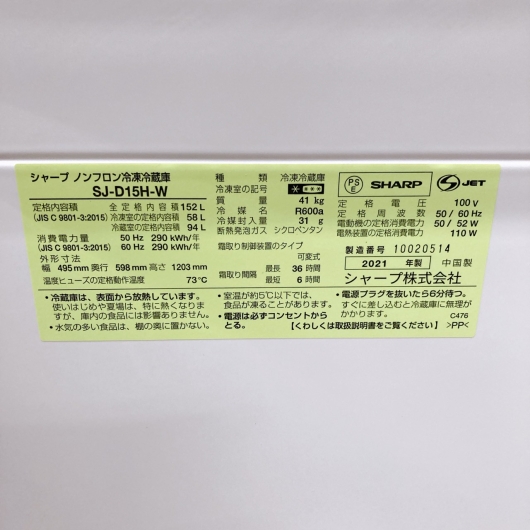 シャープ ノンフロン冷凍冷蔵庫
SJ-D15H-W
定格内容積 全定格内容積 152 L
(JIS C 9801-3:2015) 冷凍室の定格内容積 58 L
冷蔵室の定格内容積 94 L
消費電力量 50 Hz 290 kWh/年
(JIS C 9801-3:2015) 60 Hz 290 kWh/年
外形寸法
幅 495 mm 奥行 598 mm 高さ 1203 mm
温度ヒューズの定格動作温度 73℃
種類 冷凍冷蔵庫
冷凍室の記号
質量 41 kg
冷媒名 R600a
冷媒封入量 31 g
断熱発泡ガス シクロペンタン
霜取り制御装置のタイプ
可変式
霜取り間隔 最長 36 時間
最短 6 時間
PS
E
SHARP
JET
定格電圧 100 V
定格周波数 50 / 60 Hz
電動機の定格消費電力 50 / 52 W
電熱装置の定格消費電力 110 W
製造番号 10020514
2021 年製 中国製
シャープ株式会社
・冷蔵庫は、表面から放熱しています。
使いはじめや夏場は、特に熱くなります
が、庫内の食品には影響ありません。
・水気の多い食品は、棚の奥に置かない。
・室温が約5℃以下では、
食品が凍ることがあります。
・電源は必ずコンセントから
とる。
・電源プラグを抜いたら6分待つ。
すぐに差し込むと冷蔵庫に無理が
かかります。
【くわしくは取扱説明書をご覧ください】
C476
>PP<